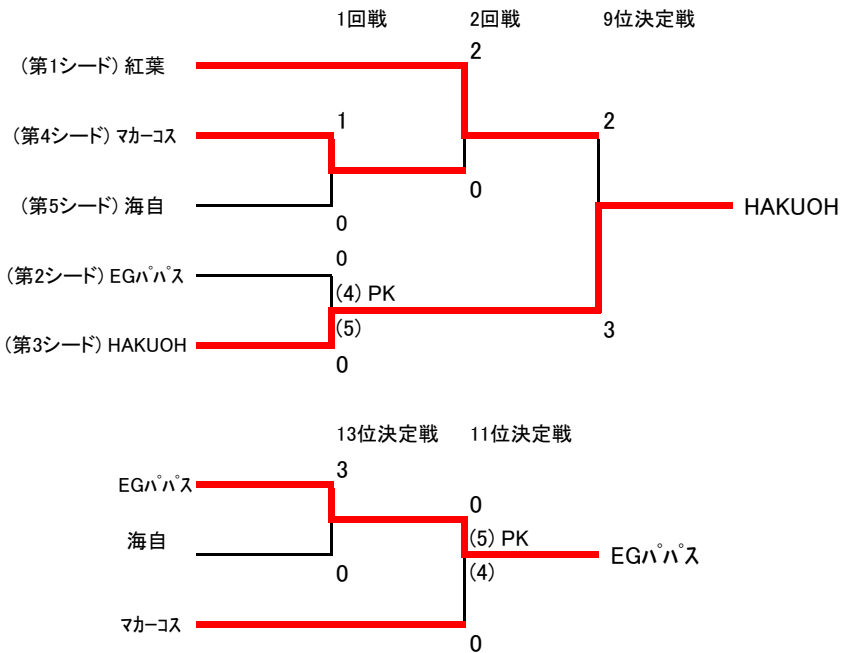 1回戦 2回戦 9位決定戦
2
(第1シード) 紅葉
1 2
(第4シード) ﾏｶｰｺｽ
0
(第5シード) 海自
HAKUOH
0
0
(第2シード) EGﾊﾟﾊﾟｽ
(4) PK
(5) 3
(第3シード) HAKUOH
0
13位決定戦 11位決定戦
3
EGﾊﾟﾊﾟｽ
0
海自
(5) PK
EGﾊﾟﾊﾟｽ
0 (4)
ﾏｶｰｺｽ
0